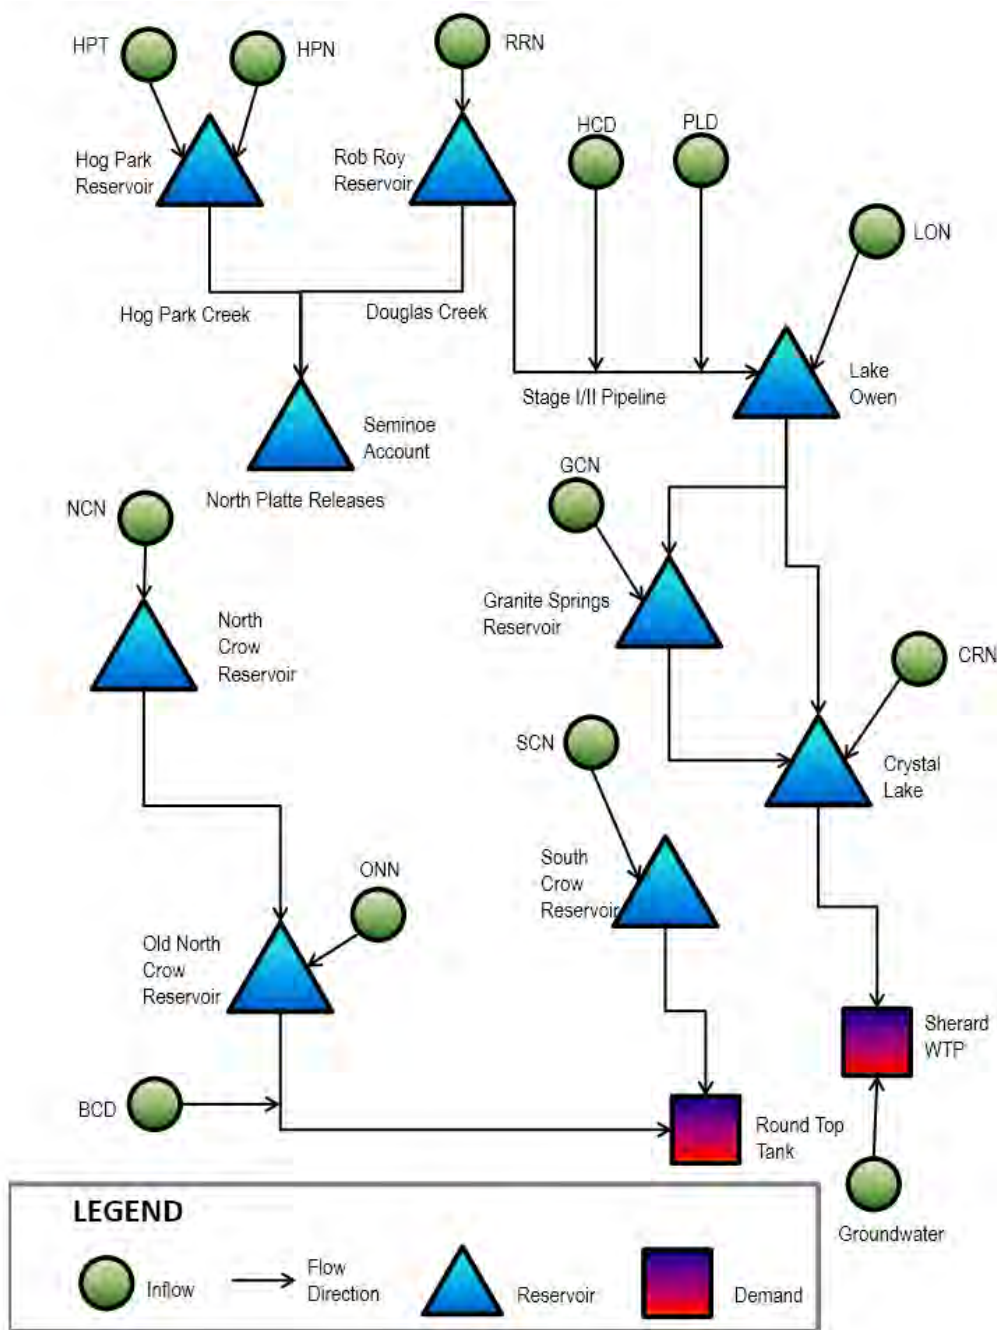 HPT
HPN
RRN
Hog Park
Reservoir
Rob Roy
Reservoir
HCD
PLD
LON
Hog Park Creek
Douglas Creek
Stage I/II Pipeline
Lake
Owen
Seminoe
Account
North Platte Releases
NCN
GCN
North
Crow
Reservoir
Granite Springs
Reservoir
CRN
SCN
Crystal
Lake
ONN
South
Crow
Reservoir
Old North
Crow
Reservoir
Sherard
WTP
BCD
Round Top
Tank
Groundwater
LEGEND
Inflow
Flow
Direction
Reservoir
Demand